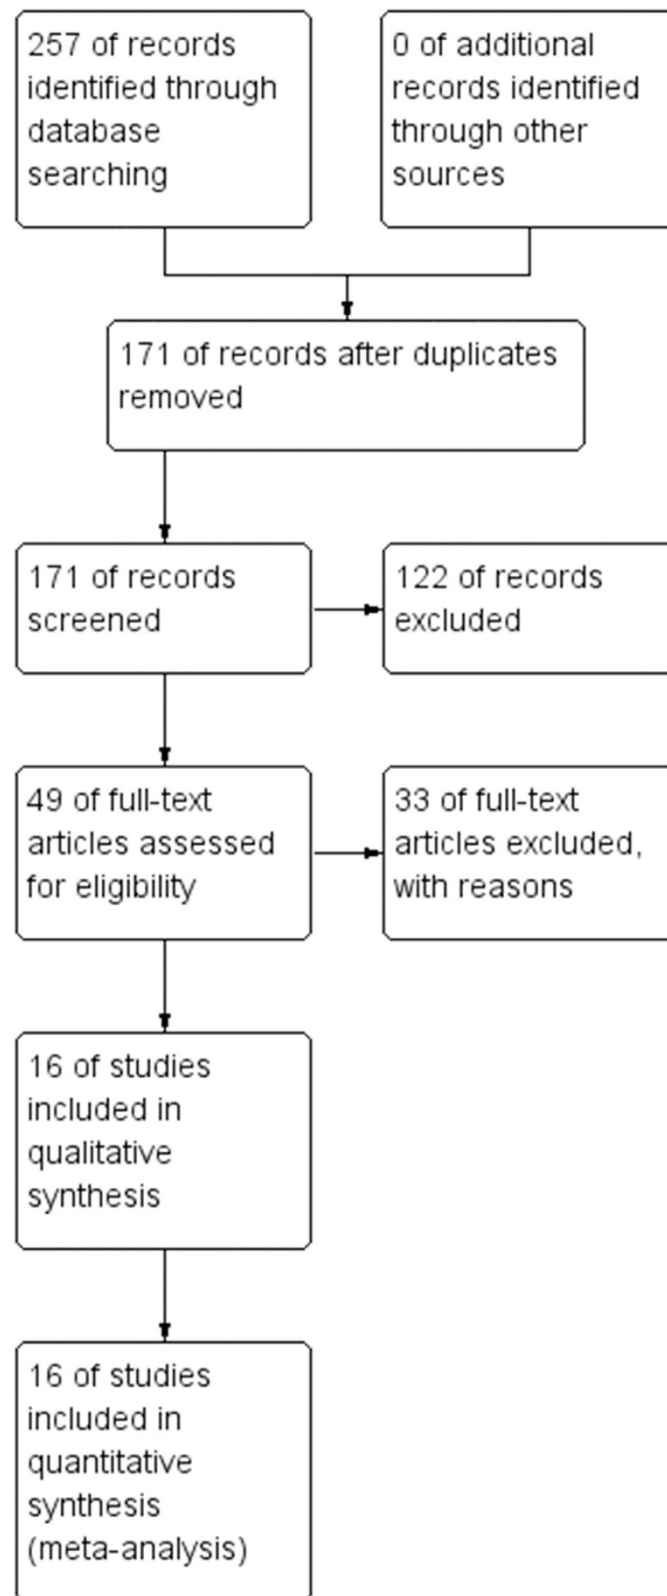 257 of records
identified through
database
searching
0 of additional
records identified
through other
sources
171 of records after duplicates
removed
171 of records
screened
122 of records
excluded
49 of full-text
articles assessed
for eligibility
33 of full-text
articles excluded,
with reasons
16 of studies
included in
qualitative
synthesis
16 of studies
included in
quantitative
synthesis
(meta-analysis)